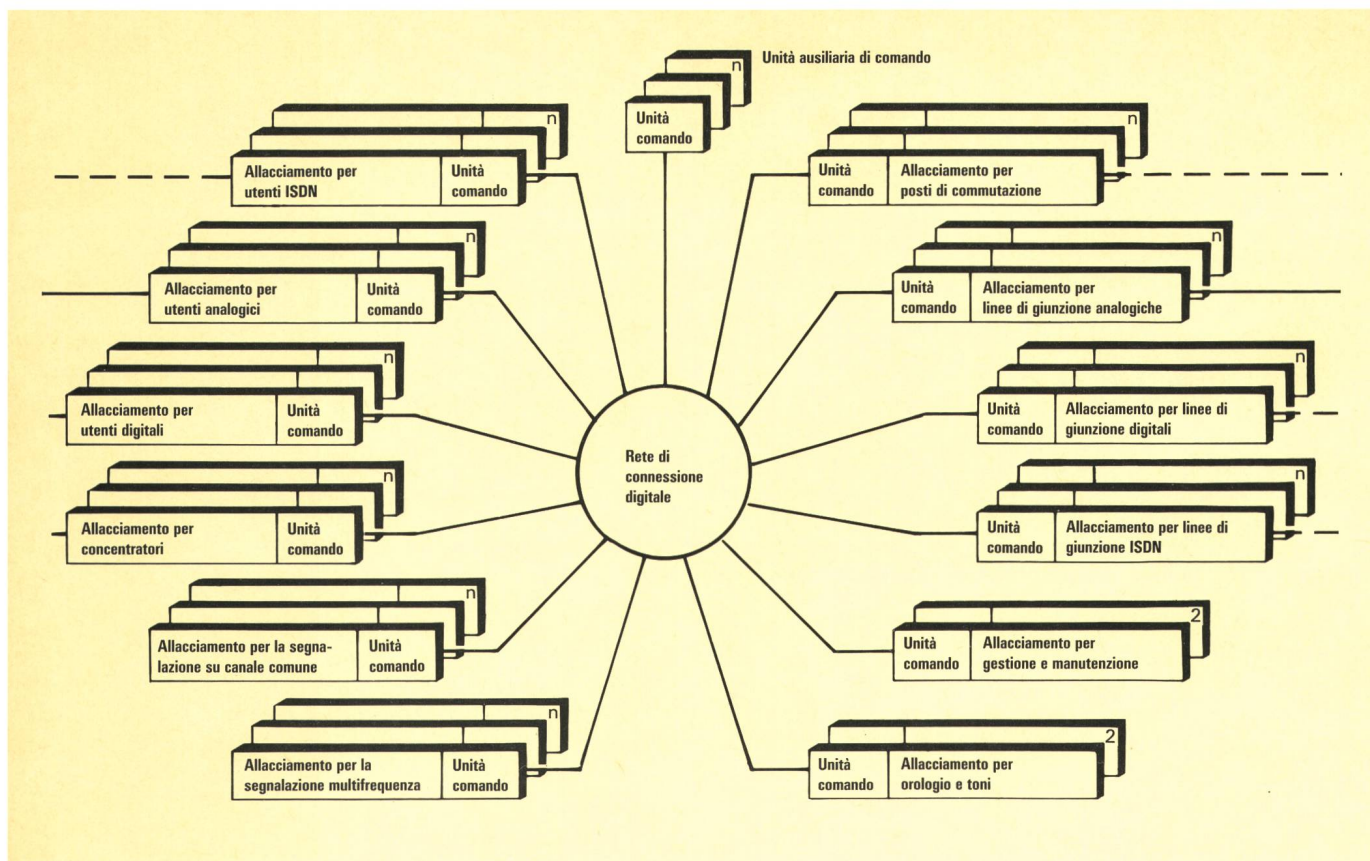 n
Unità ausiliaria di comando
Unità
comando
n
Allacciamento per
utenti ISDN
Unità
comando
n
Allacciamento per
utenti analogici
Unità
comando
n
Allacciamento per
utenti digitali
Unità
comando
n
Allacciamento per
concentratori
Unità
comando
n
Allacciamento per la segna-
lazione su canale comune
Unità
comando
n
Allacciamento per la
segnalazione multifrequenza
Unità
comando
Rete di
connessione
digitale
n
Unità
comando
Allacciamento per
posti di commutazione
n
Unità
comando
Allacciamento per
linee di giunzione analogiche
n
Unità
comando
Allacciamento per linee di
giunzione digitali
n
Unità
comando
Allacciamento per linee di
giunzione ISDN
2
Unità
comando
Allacciamento per
gestione e manutenzione
2
Unità
comando
Allacciamento per
orologio e toni